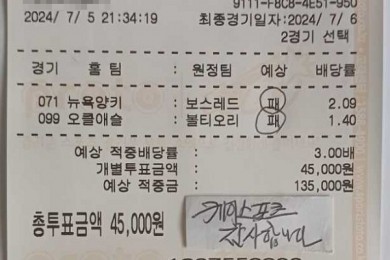 9111-F8C8-4E51-950
2024/ 7/ 5 21:34:19 최종경기일자:2024/ 7/ 6
2경기 선택
경기 홈 팀 : 원정팀 예상 배당률
071 뉴욕양키 : 보스레드 패 2.09
099 오클애슬 : 볼티오리 패 1.40
예상 적중배당률 : 3.00배
개별투표금액 : 45,000원
예상 적중금 : 135,000원
총투표금액 45,000원
케이스포츠
감사합니다